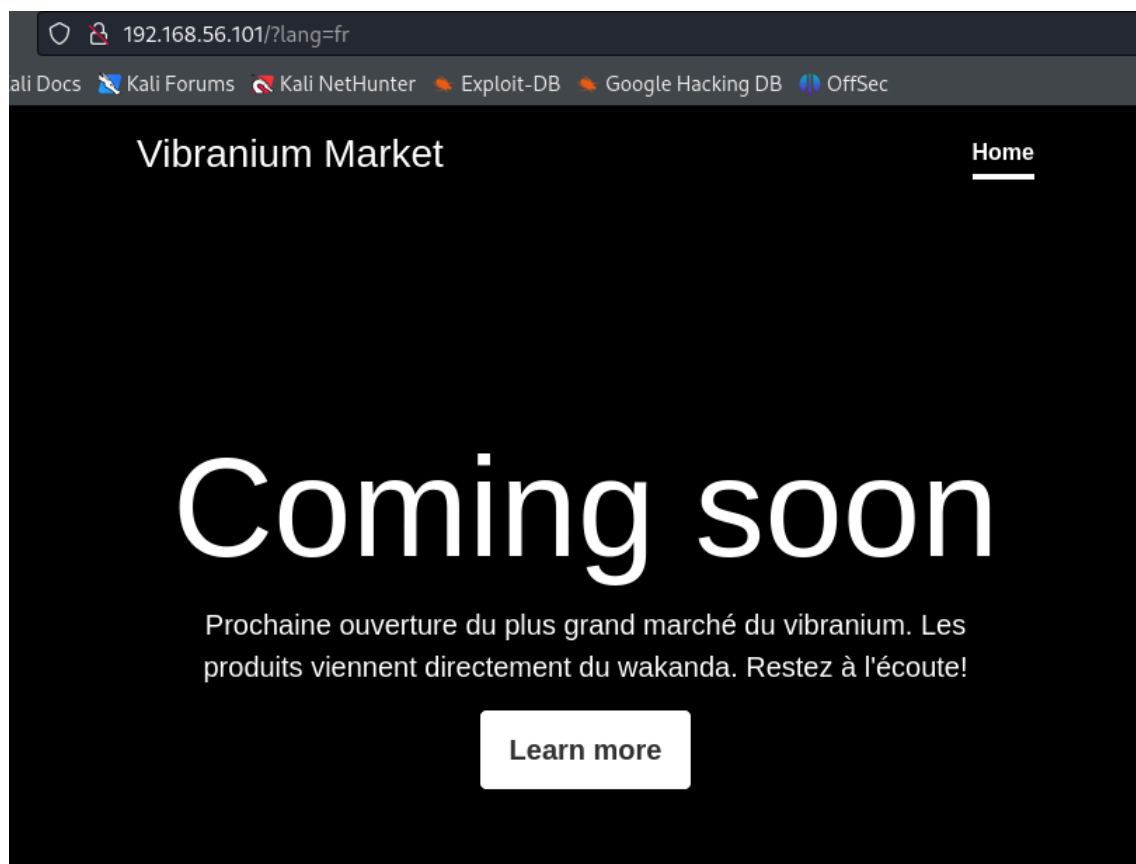 192.168.56.101/?lang=fr
ali Docs Kali Forums Kali NetHunter Exploit-DB Google Hacking DB OffSec
Vibranium Market Home
Coming soon
Prochaine ouverture du plus grand marché du vibranium. Les
produits viennent directement du wakanda. Restez à l'écoute!
Learn more